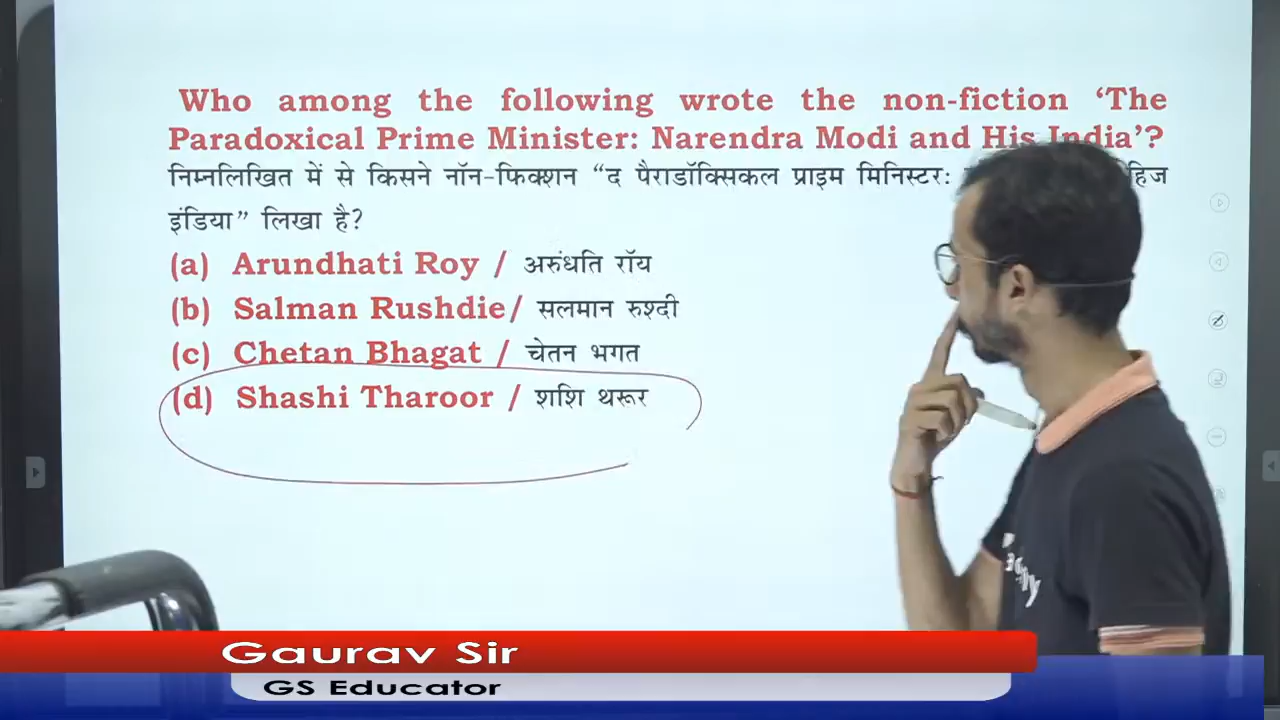 Who among the following wrote the non-fiction ‘The
Paradoxical Prime Minister: Narendra Modi and His India’?
निम्नलिखित में से किसने नॉन-फिक्शन “द पैराडॉक्सिकल प्राइम मिनिस्टर: हिज
इंडिया” लिखा है?
(a) Arundhati Roy / अरुंधति रॉय
(b) Salman Rushdie/ सलमान रुश्दी
(c) Chetan Bhagat / चेतन भगत
(d) Shashi Tharoor / शशि थरूर
Gaurav Sir
GS Educator